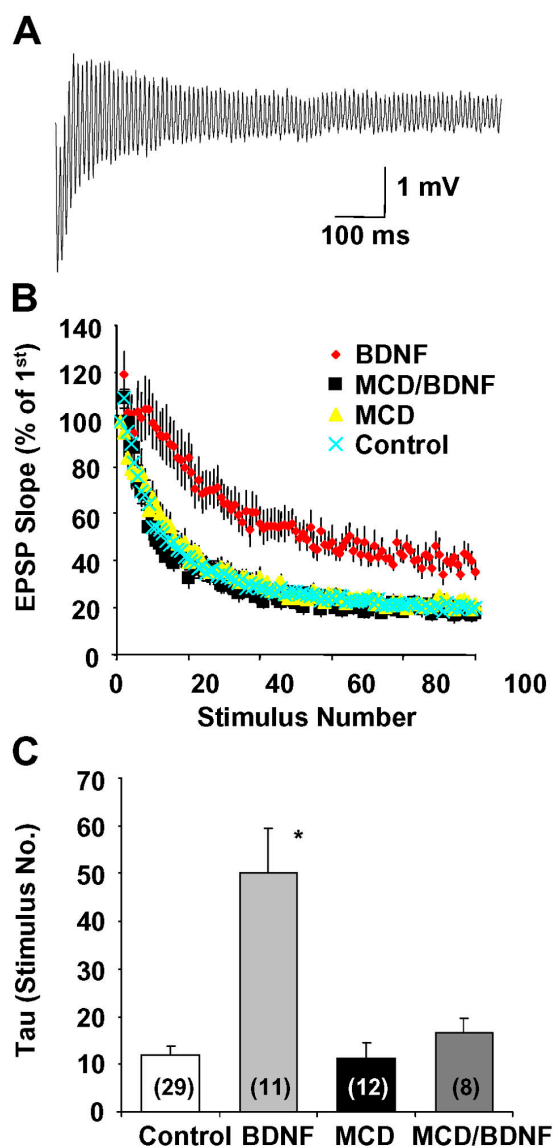 A
1 mV
100 ms
B
EPSP Slope (% of 1st)
140
120
100
80
60
40
20
0
BDNF
MCD/BDNF
MCD
Control
0 20 40 60 80 100
Stimulus Number
C
Tau (Stimulus No.)
70
60
50
40
30
20
10
0
*
(29) (11) (12) (8)
Control BDNF MCD MCD/BDNF